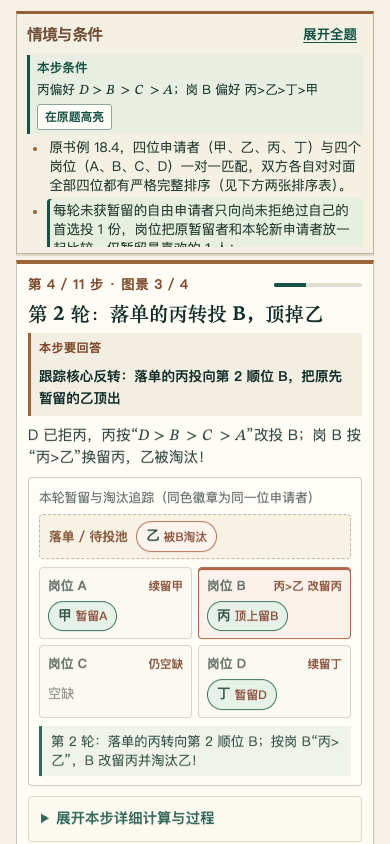 情境与条件
展开全题
本步条件
丙偏好 D > B > C > A；岗 B 偏好 丙>乙>丁>甲
在原题高亮
• 原书例 18.4，四位申请者（甲、乙、丙、丁）与四个
岗位（A、B、C、D）一对一匹配，双方各自对对面
全部四位都有严格完整排序（见下方两张排序表）。
• 每轮未获暂留的自由申请者只向尚未拒绝过自己的
首选投 1 份，岗位把原暂留者和本轮新申请者放一
第 4 / 11 步 · 图景 3 / 4
第 2 轮：落单的丙转投 B，顶掉乙
本步要回答
跟踪核心反转：落单的丙投向第 2 顺位 B，把原先
暂留的乙顶出
D 已拒丙，丙按“D > B > C > A”改投 B；岗 B 按
“丙>乙”换留丙，乙被淘汰！
本轮暂留与淘汰追踪（同色徽章为同一位申请者）
落单 / 待投池
乙 被B淘汰
岗位 A
续留甲
甲 暂留A
岗位 B
丙>乙 改留丙
丙 顶上留B
岗位 C
仍空缺
空缺
岗位 D
续留丁
丁 暂留D
第 2 轮：落单的丙转向第 2 顺位 B；按岗 B“丙>
乙”，B 改留丙并淘汰乙！
▶ 展开本步详细计算与过程